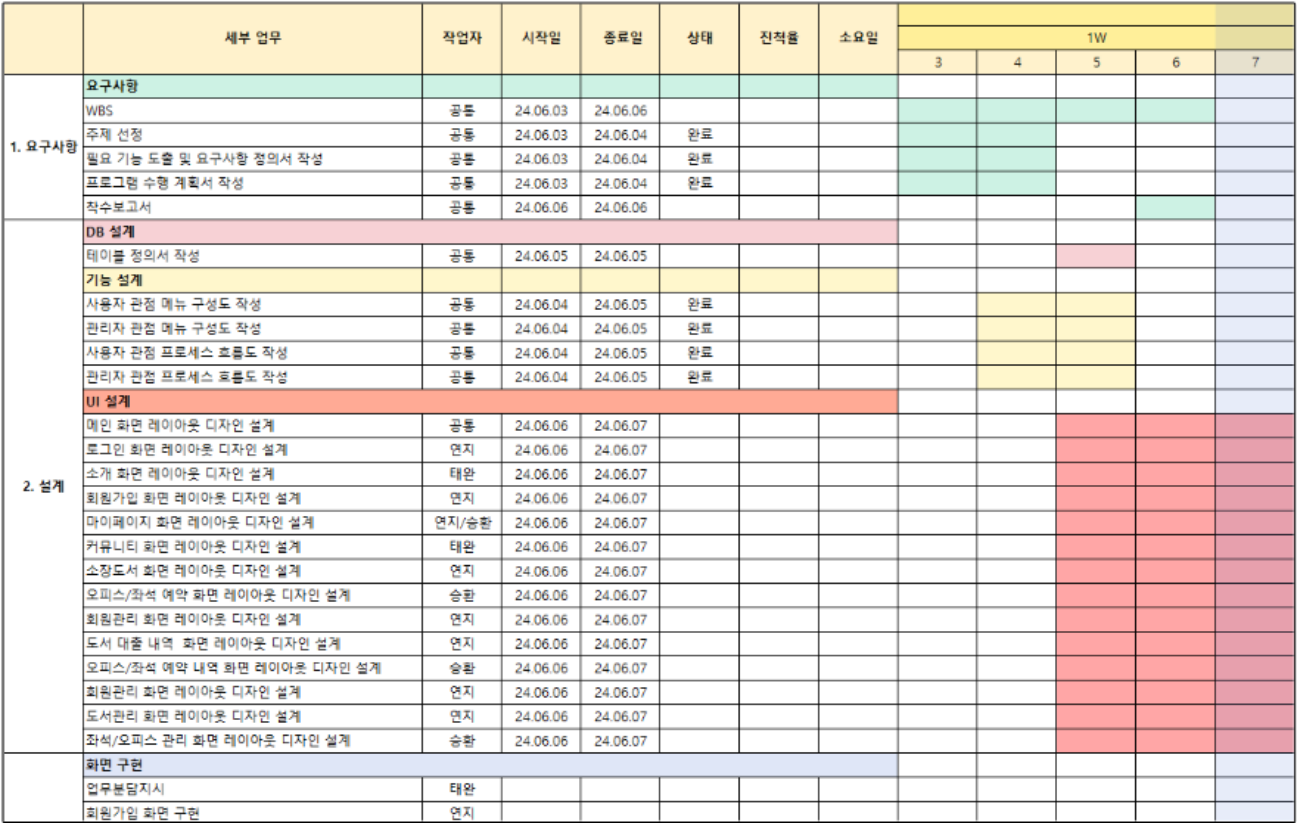 세부 업무 작업자 시작일 종료일 상태 진척율 소요일 1W
3 4 5 6 7
1. 요구사항
요구사항
WBS 공통 24.06.03 24.06.06
주제 선정 공통 24.06.03 24.06.04 완료
필요 기능 도출 및 요구사항 정의서 작성 공통 24.06.03 24.06.04 완료
프로그램 수행 계획서 작성 공통 24.06.03 24.06.04 완료
착수보고서 공통 24.06.06 24.06.06
2. 설계
DB 설계
테이블 정의서 작성 공통 24.06.05 24.06.05
기능 설계
사용자 관점 메뉴 구성도 작성 공통 24.06.04 24.06.05 완료
관리자 관점 메뉴 구성도 작성 공통 24.06.04 24.06.05 완료
사용자 관점 프로세스 흐름도 작성 공통 24.06.04 24.06.05 완료
관리자 관점 프로세스 흐름도 작성 공통 24.06.04 24.06.05 완료
UI 설계
메인 화면 레이아웃 디자인 설계 공통 24.06.06 24.06.07
로그인 화면 레이아웃 디자인 설계 연지 24.06.06 24.06.07
소개 화면 레이아웃 디자인 설계 태완 24.06.06 24.06.07
회원가입 화면 레이아웃 디자인 설계 연지 24.06.06 24.06.07
마이페이지 화면 레이아웃 디자인 설계 연지/승환 24.06.06 24.06.07
커뮤니티 화면 레이아웃 디자인 설계 태완 24.06.06 24.06.07
소장도서 화면 레이아웃 디자인 설계 연지 24.06.06 24.06.07
오피스/좌석 예약 화면 레이아웃 디자인 설계 승환 24.06.06 24.06.07
회원관리 화면 레이아웃 디자인 설계 연지 24.06.06 24.06.07
도서 대출 내역 화면 레이아웃 디자인 설계 연지 24.06.06 24.06.07
오피스/좌석 예약 내역 화면 레이아웃 디자인 설계 승환 24.06.06 24.06.07
회원관리 화면 레이아웃 디자인 설계 연지 24.06.06 24.06.07
도서관리 화면 레이아웃 디자인 설계 연지 24.06.06 24.06.07
좌석/오피스 관리 화면 레이아웃 디자인 설계 승환 24.06.06 24.06.07
화면 구현
업무분담지시 태완
회원가입 화면 구현 연지